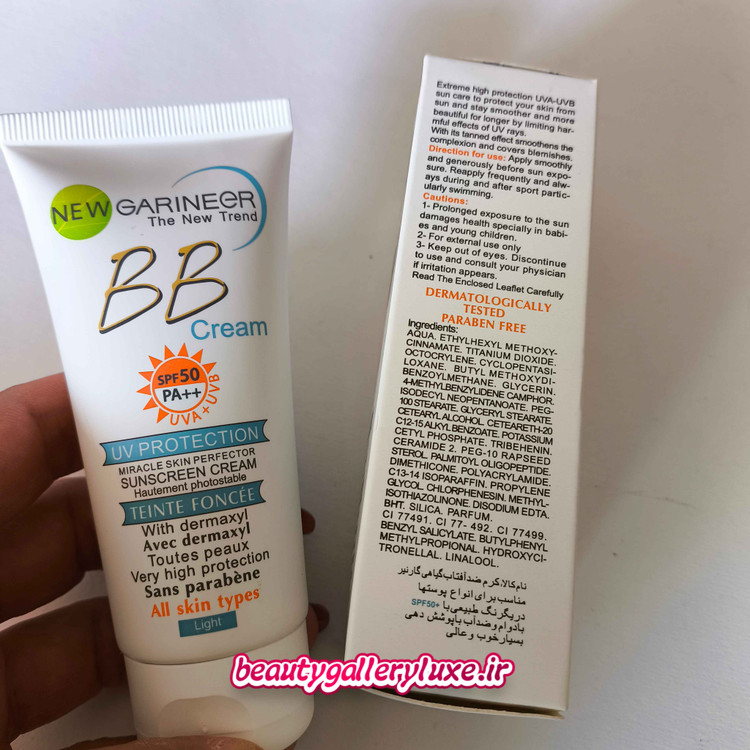 NEW GARINEER
The New Trend
BB
Cream
SPF50
PA++
UVA+UVB
UV PROTECTION
MIRACLE SKIN PERFECTOR
SUNSCREEN CREAM
Hautement photostable
TEINTE FONCÉE
With dermaxyl
Avec dermaxyl
Toutes peaux
Very high protection
Sans parabène
All skin types
Light
Extreme high protection UVA-UVB
sun care to protect your skin from
sun and stay smoother and more
beautiful for longer by limiting har-
mful effects of UV rays.
With its tanned effect smoothens the
complexion and covers blemishes.
Direction for use: Apply smoothly
and generously before sun expo-
sure. Reapply frequently and alw-
ays during and after sport partic-
ularly swimming.
Cautions:
1- Prolonged exposure to the sun
damages health specially in babi-
es and young children.
2- For external use only
3- Keep out of eyes. Discontinue
to use and consult your physician
if irritation appears.
Read The Enclosed Leaflet Carefully
DERMATOLOGICALLY
TESTED
PARABEN FREE
Ingredients:
AQUA. ETHYLHEXYL METHOXY-
CINNAMATE. TITANIUM DIOXIDE.
OCTOCRYLENE. CYCLOPENTASI-
LOXANE. BUTYL METHOXYDI-
BENZOYLMETHANE. GLYCERIN.
4-METHYLBENZYLIDENE CAMPHOR.
ISODECYL NEOPENTANOATE. PEG-
100 STEARATE. GLYCERYL STEARATE.
CETEARYL ALCOHOL. CETEARETH-20
C12-15 ALKYL BENZOATE. POTASSIUM
CETYL PHOSPHATE. TRIBEHENIN.
CERAMIDE 2. PEG-10 RAPSEED
STEROL. PALMITOYL OLIGOPEPTIDE.
DIMETHICONE. POLYACRYLAMIDE.
C13-14 ISOPARAFFIN. PROPYLENE
GLYCOL. CHLORPHENESIN. METHYL-
ISOTHIAZOLINONE. DISODIUM EDTA.
BHT. SILICA. PARFUM.
CI 77491. CI 77- 492. CI 77499.
BENZYL SALICYLATE. BUTYLPHENYL
METHYLPROPIONAL. HYDROXYCI-
TRONELLAL. LINALOOL.
نام کالا: کرم ضد آفتاب گیاهی گارنیر
مناسب برای انواع پوستها
در یگرنگ طبیعی با +SPF50
بادوام و ضدآب با پوشش دهی
بسیار خوب و عالی
beautygalleryluxe.ir